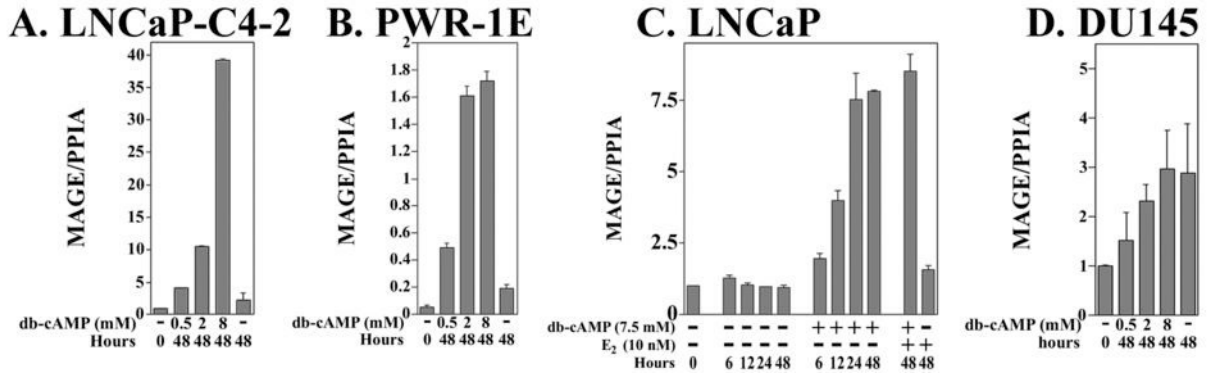 A. LNCaP-C4-2
MAGE/PPIA
40
35
30
25
20
15
10
5
0
db-cAMP (mM) - 0.5 2 8 -
Hours 0 48 48 48 48
B. PWR-1E
MAGE/PPIA
2
1.8
1.6
1.4
1.2
1
0.8
0.6
0.4
0.2
0
db-cAMP (mM) - 0.5 2 8 -
Hours 0 48 48 48 48
C. LNCaP
MAGE/PPIA
7.5
5
2.5
1
db-cAMP (7.5 mM) - - - - - + + + + + -
E2 (10 nM) - - - - - - - - - + +
Hours 0 6 12 24 48 6 12 24 48 48 48
D. DU145
MAGE/PPIA
5
4
3
2
1
0
db-cAMP (mM) - 0.5 2 8 -
hours 0 48 48 48 48